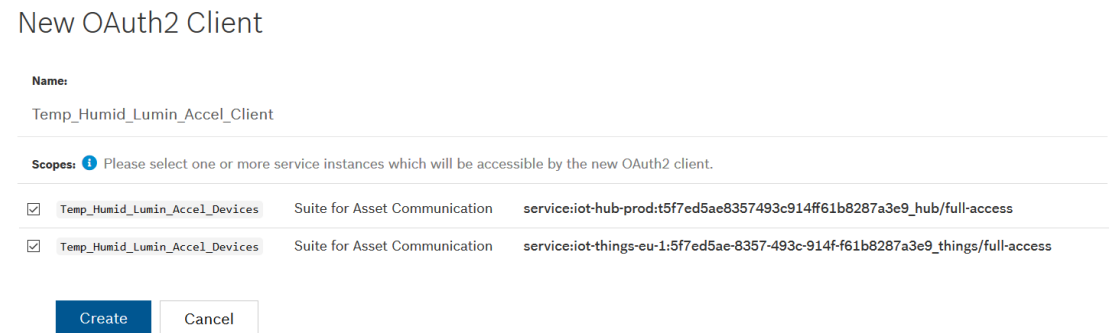 New OAuth2 Client
Name:
Temp_Humid_Lumin_Accel_Client
Scopes: Please select one or more service instances which will be accessible by the new OAuth2 client.
Temp_Humid_Lumin_Accel_Devices Suite for Asset Communication service:iot-hub-prod:t5f7ed5ae8357493c914ff61b8287a3e9_hub/full-access
Temp_Humid_Lumin_Accel_Devices Suite for Asset Communication service:iot-things-eu-1:5f7ed5ae-8357-493c-914f-f61b8287a3e9_things/full-access
Create Cancel